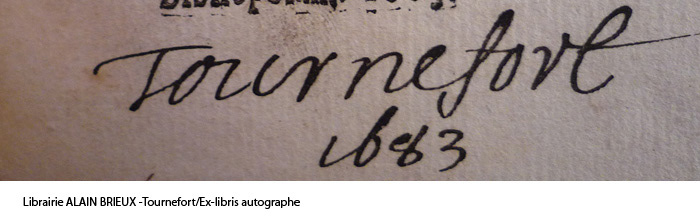 Tournefort
1683
Librairie ALAIN BRIEUX -Tournefort/Ex-libris autographe